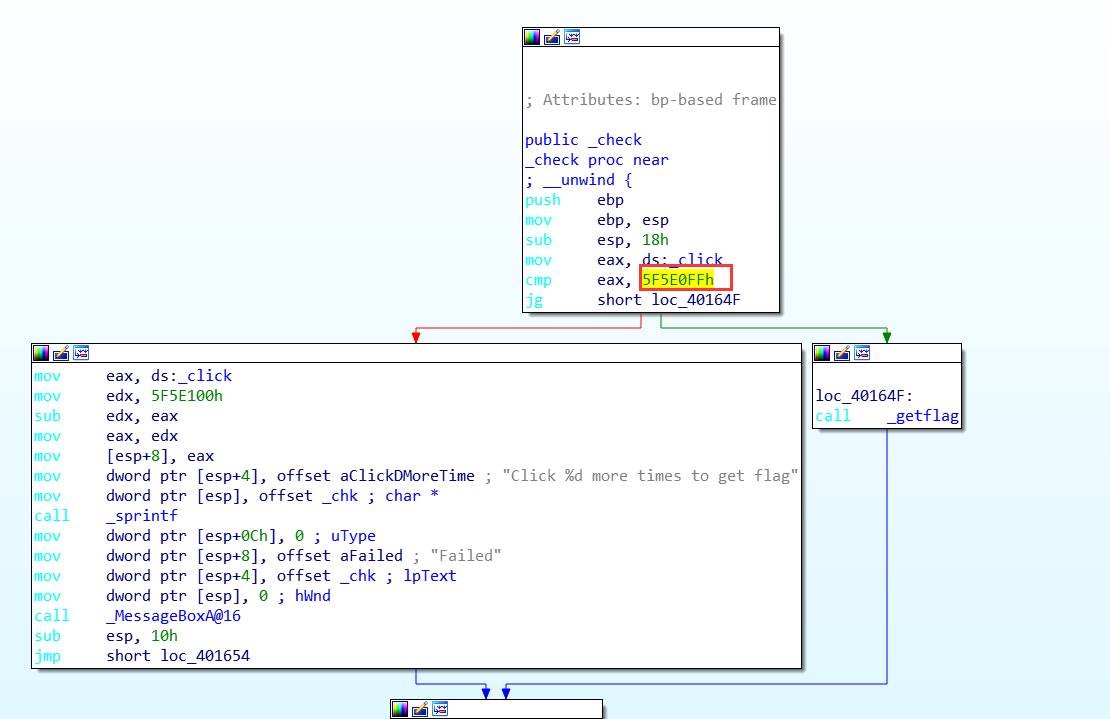 ; Attributes: bp-based frame
public _check
_check proc near
; __unwind {
push ebp
mov ebp, esp
sub esp, 18h
mov eax, ds:_click
cmp eax, 5F5E0FFh
jg short loc_40164F
mov eax, ds:_click
mov edx, 5F5E100h
sub edx, eax
mov eax, edx
mov [esp+8], eax
mov dword ptr [esp+4], offset aClickDMoreTime ; "Click %d more times to get flag"
mov dword ptr [esp], offset _chk ; char *
call _sprintf
mov dword ptr [esp+0Ch], 0 ; uType
mov dword ptr [esp+8], offset aFailed ; "Failed"
mov dword ptr [esp+4], offset _chk ; lpText
mov dword ptr [esp], 0 ; hWnd
call _MessageBoxA@16
sub esp, 10h
jmp short loc_401654
loc_40164F:
call _getflag